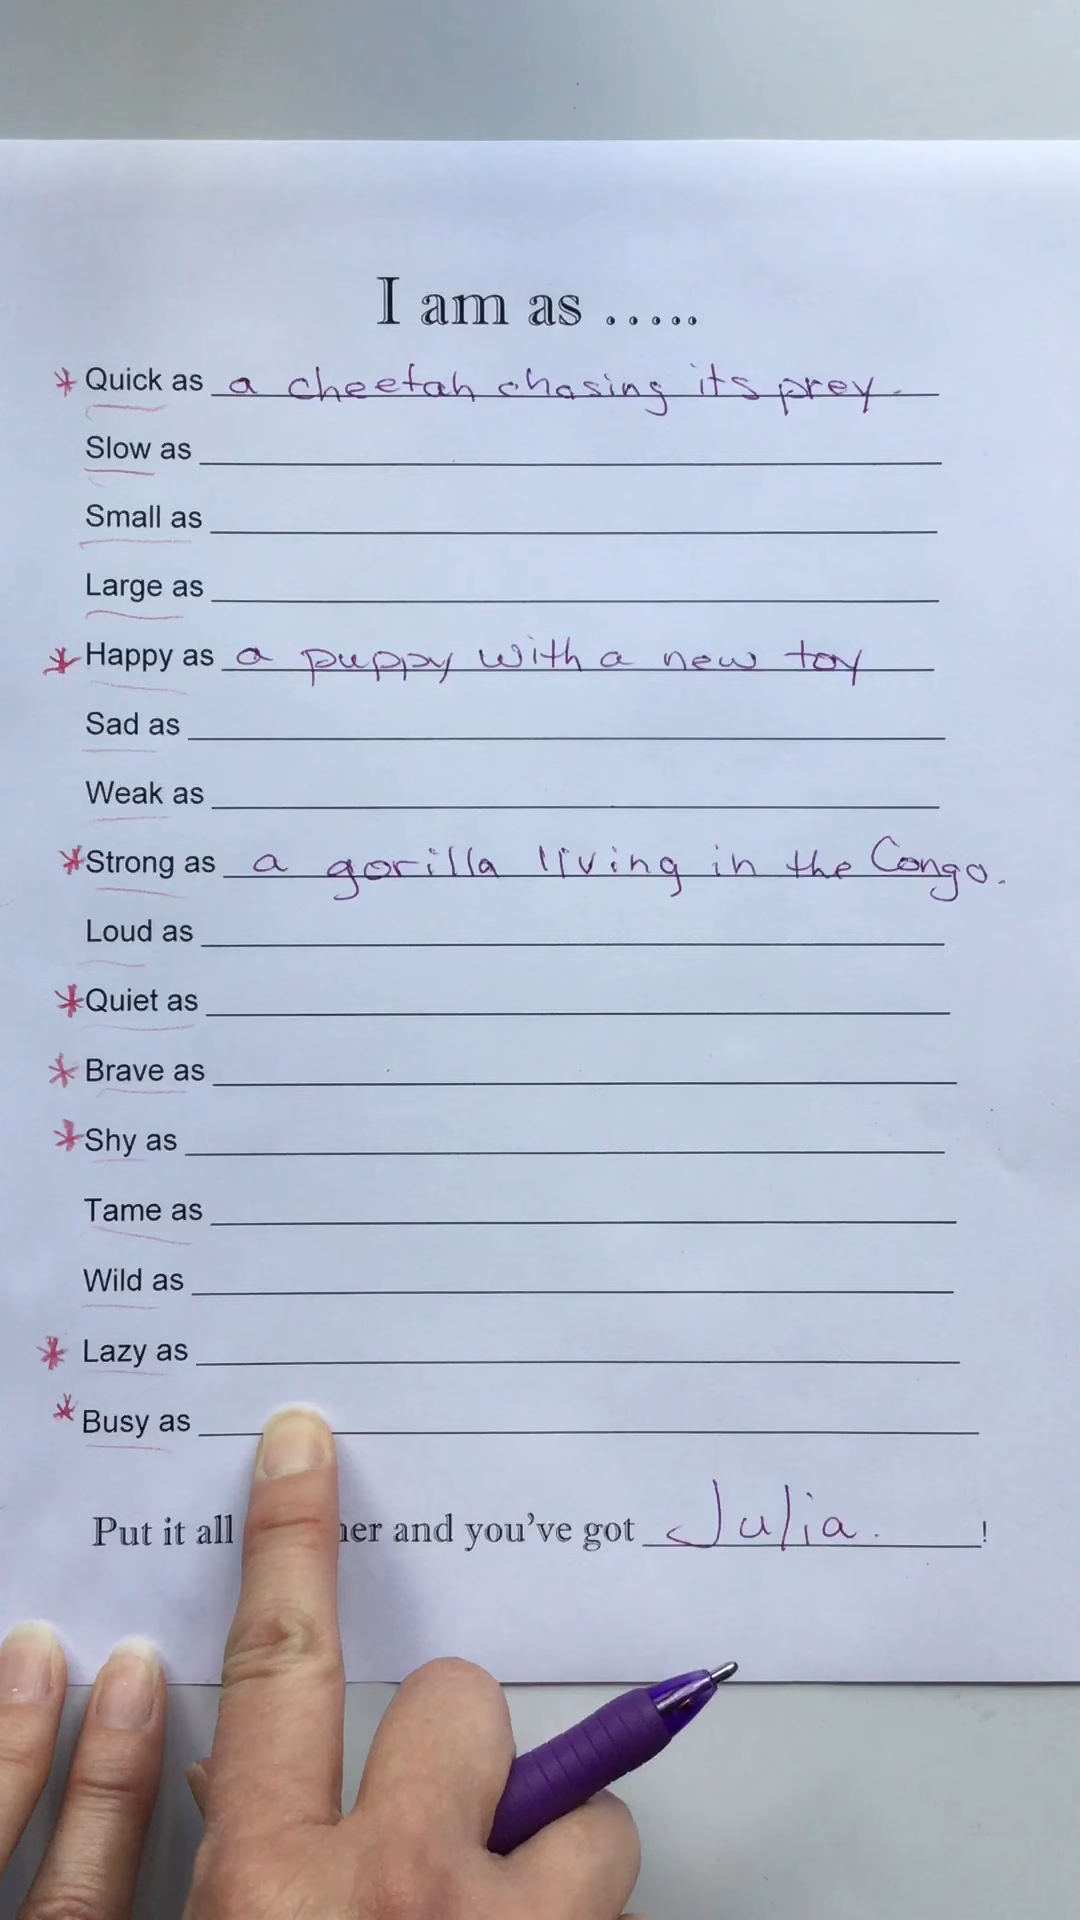 I am as .....
* Quick as a cheetah chasing its prey.
Slow as
Small as
Large as
* Happy as a puppy with a new toy
Sad as
Weak as
* Strong as a gorilla living in the Congo.
Loud as
* Quiet as
* Brave as
* Shy as
Tame as
Wild as
* Lazy as
* Busy as
Put it all her and you've got Julia. !